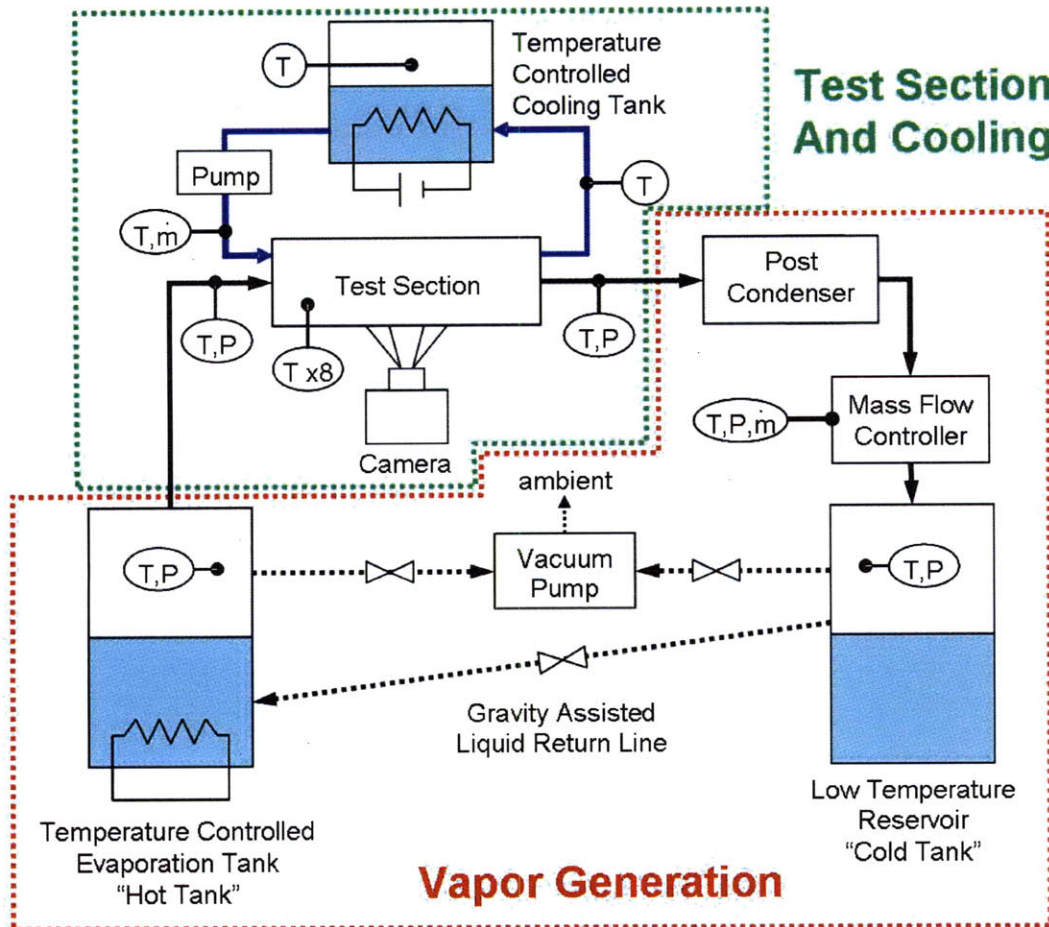 Temperature
Controlled
Cooling Tank
Test Section
And Cooling
T
Pump
T
T,ṁ
Test Section
Post
Condenser
T,P
T x8
T,P
T,P,ṁ
Mass Flow
Controller
Camera
ambient
T,P
Vacuum
Pump
T,P
Gravity Assisted
Liquid Return Line
Temperature Controlled
Evaporation Tank
“Hot Tank”
Low Temperature
Reservoir
“Cold Tank”
Vapor Generation